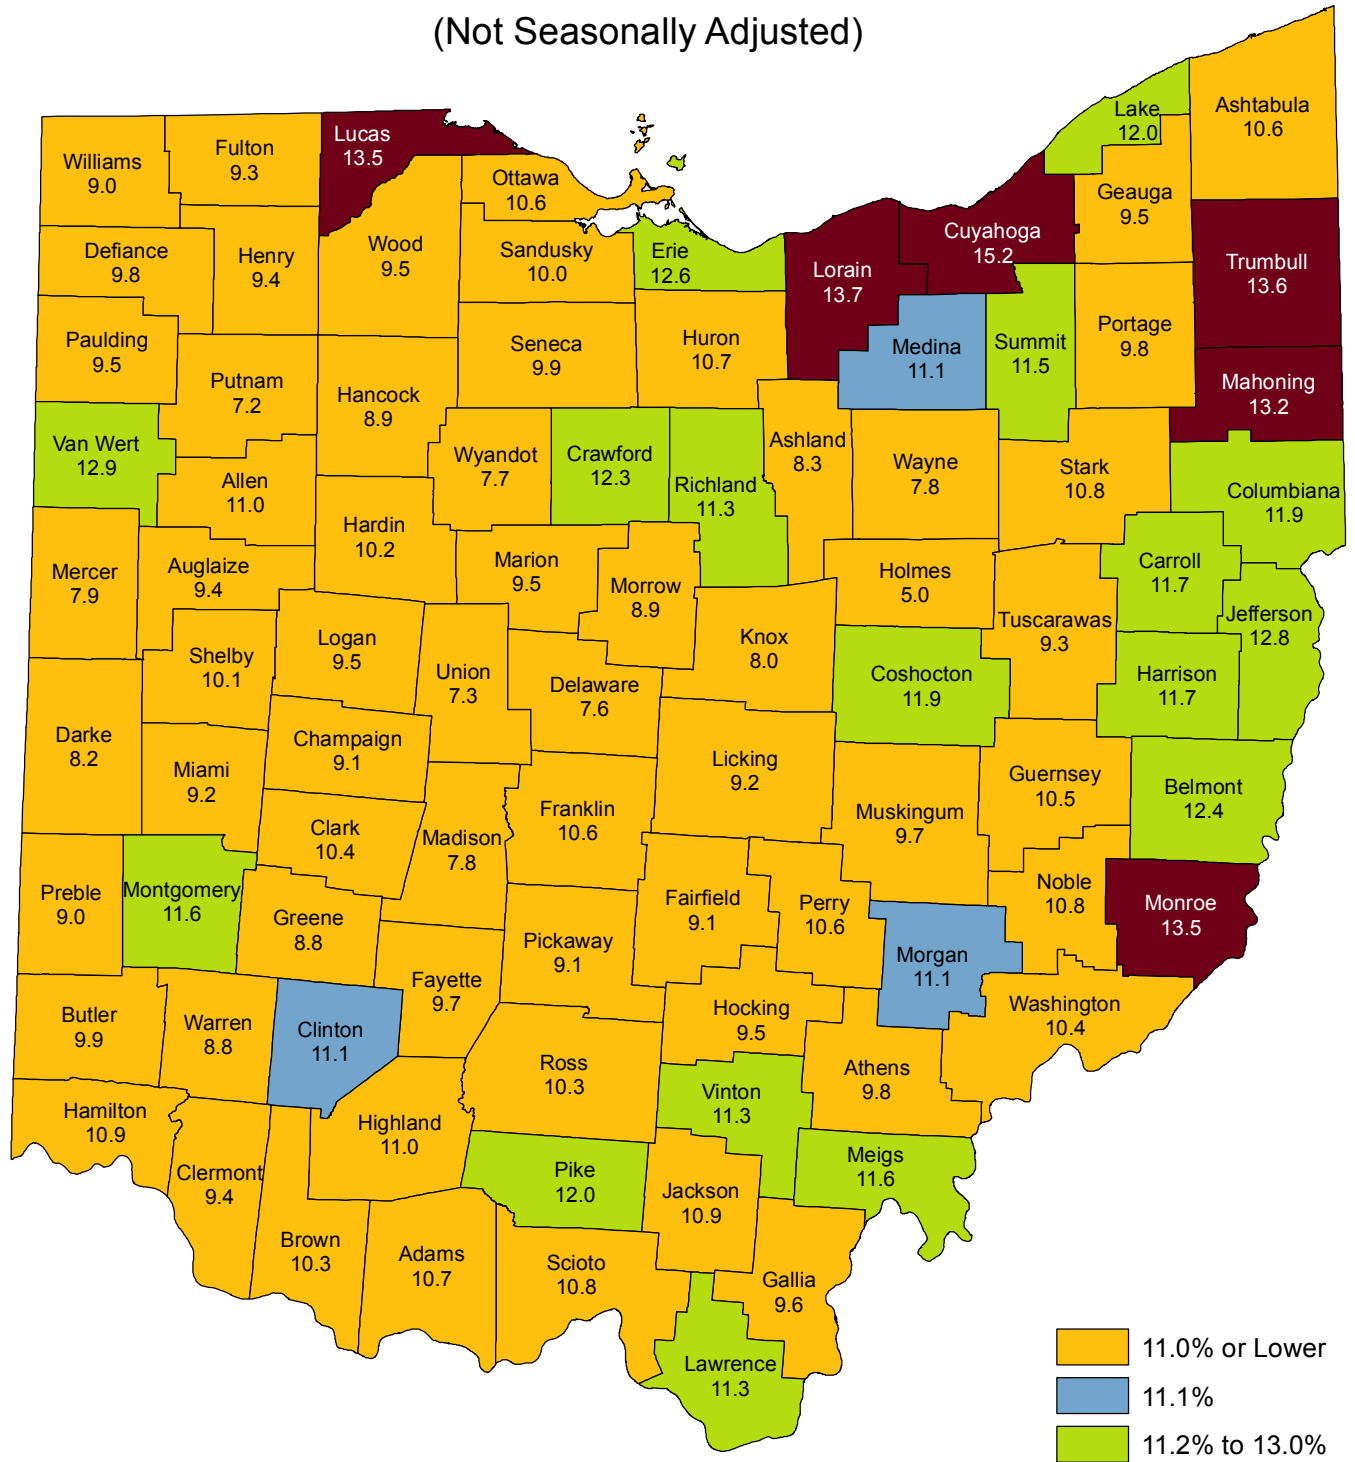 (Not Seasonally Adjusted)
Lake
12.0
Ashtabula
10.6
Lucas
13.5
Fulton
9.3
Williams
9.0
Ottawa
10.6
Geauga
9.5
Cuyahoga
15.2
Defiance
9.8
Henry
9.4
Wood
9.5
Sandusky
10.0
Erie
12.6
Lorain
13.7
Trumbull
13.6
Paulding
9.5
Seneca
9.9
Huron
10.7
Medina
11.1
Summit
11.5
Portage
9.8
Putnam
7.2
Hancock
8.9
Mahoning
13.2
Van Wert
12.9
Allen
11.0
Wyandot
7.7
Crawford
12.3
Richland
11.3
Ashland
8.3
Wayne
7.8
Stark
10.8
Columbiana
11.9
Hardin
10.2
Mercer
7.9
Auglaize
9.4
Marion
9.5
Morrow
8.9
Holmes
5.0
Carroll
11.7
Tuscarawas
9.3
Jefferson
12.8
Shelby
10.1
Logan
9.5
Union
7.3
Knox
8.0
Delaware
7.6
Coshocton
11.9
Harrison
11.7
Darke
8.2
Champaign
9.1
Miami
9.2
Licking
9.2
Guernsey
10.5
Belmont
12.4
Clark
10.4
Madison
7.8
Franklin
10.6
Muskingum
9.7
Preble
9.0
Montgomery
11.6
Greene
8.8
Fairfield
9.1
Perry
10.6
Noble
10.8
Monroe
13.5
Pickaway
9.1
Fayette
9.7
Morgan
11.1
Butler
9.9
Warren
8.8
Clinton
11.1
Hocking
9.5
Washington
10.4
Ross
10.3
Athens
9.8
Vinton
11.3
Hamilton
10.9
Highland
11.0
Clermont
9.4
Pike
12.0
Jackson
10.9
Meigs
11.6
Brown
10.3
Adams
10.7
Scioto
10.8
Gallia
9.6
Lawrence
11.3
11.0% or Lower
11.1%
11.2% to 13.0%